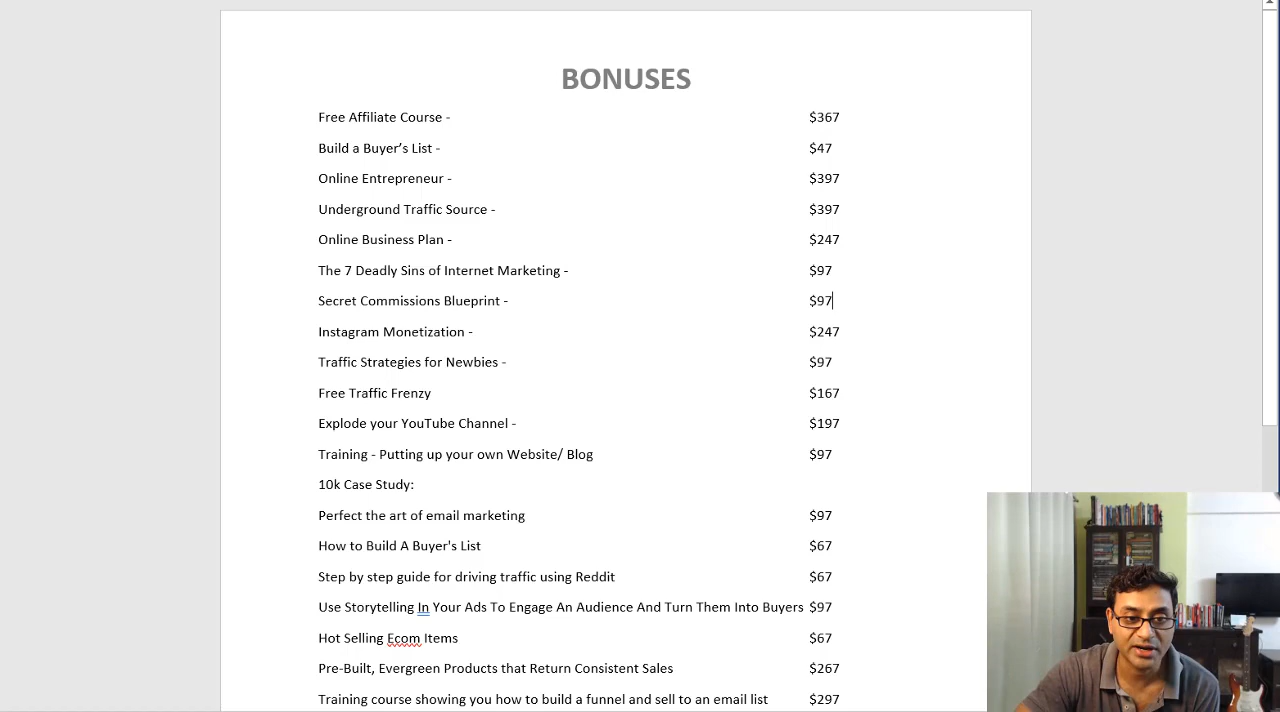 BONUSES
Free Affiliate Course - $367
Build a Buyer’s List - $47
Online Entrepreneur - $397
Underground Traffic Source - $397
Online Business Plan - $247
The 7 Deadly Sins of Internet Marketing - $97
Secret Commissions Blueprint - $97
Instagram Monetization - $247
Traffic Strategies for Newbies - $97
Free Traffic Frenzy $167
Explode your YouTube Channel - $197
Training - Putting up your own Website/ Blog $97
10k Case Study:
Perfect the art of email marketing $97
How to Build A Buyer's List $67
Step by step guide for driving traffic using Reddit $67
Use Storytelling In Your Ads To Engage An Audience And Turn Them Into Buyers $97
Hot Selling Ecom Items $67
Pre-Built, Evergreen Products that Return Consistent Sales $267
Training course showing you how to build a funnel and sell to an email list $297